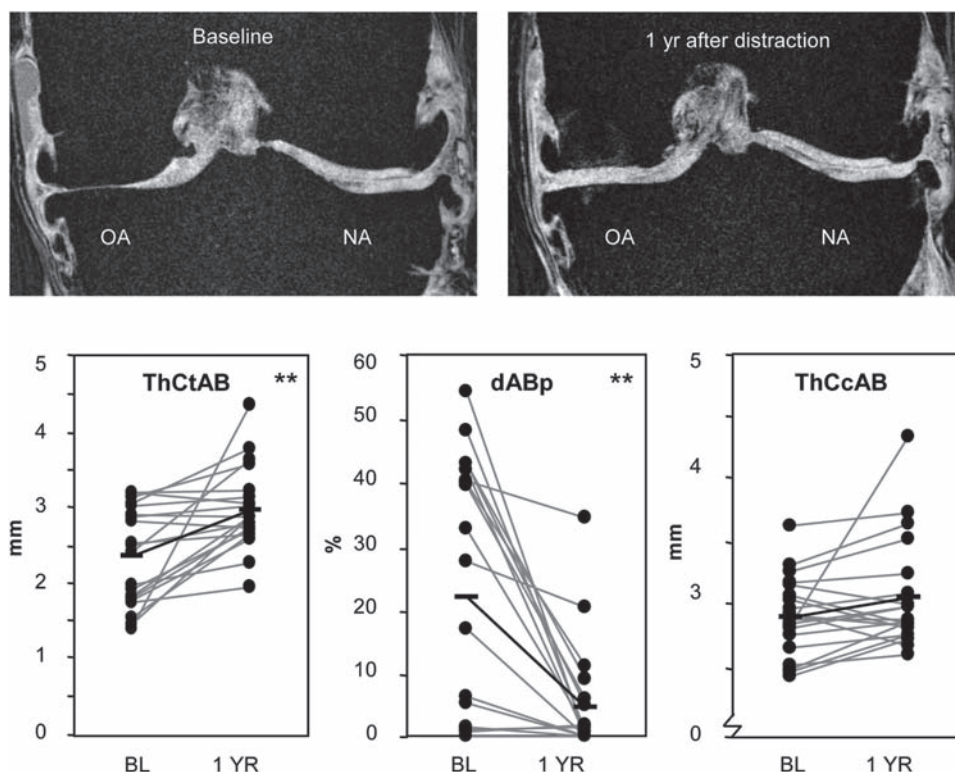 Baseline
OA
NA
1 yr after distraction
OA
NA
ThCtAB **
mm
5
4
3
2
1
0
BL 1 YR
dABp **
%
60
50
40
30
20
10
0
BL 1 YR
ThCcAB
mm
5
4
3
0
BL 1 YR